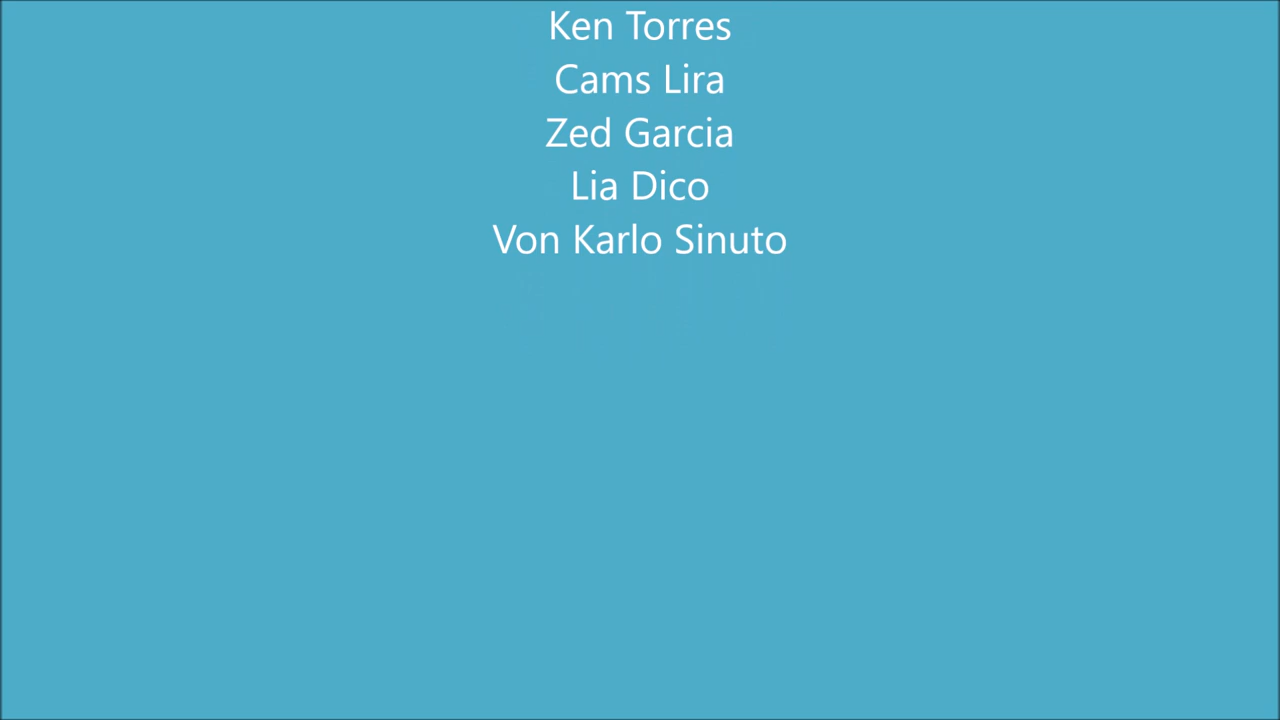 Ken Torres
Cams Lira
Zed Garcia
Lia Dico
Von Karlo Sinuto